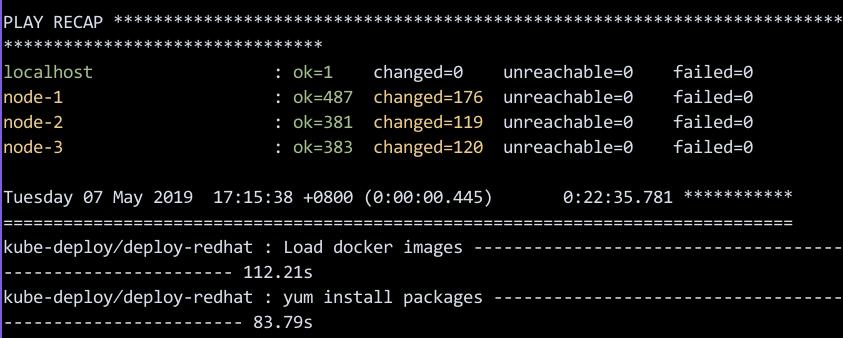 PLAY RECAP *************************************************************************
********************************
localhost : ok=1 changed=0 unreachable=0 failed=0
node-1 : ok=487 changed=176 unreachable=0 failed=0
node-2 : ok=381 changed=119 unreachable=0 failed=0
node-3 : ok=383 changed=120 unreachable=0 failed=0
Tuesday 07 May 2019 17:15:38 +0800 (0:00:00.445) 0:22:35.781 ***********
===============================================================================
kube-deploy/deploy-redhat : Load docker images -------------------------------------
----------------------- 112.21s
kube-deploy/deploy-redhat : yum install packages -----------------------------------
------------------------ 83.79s